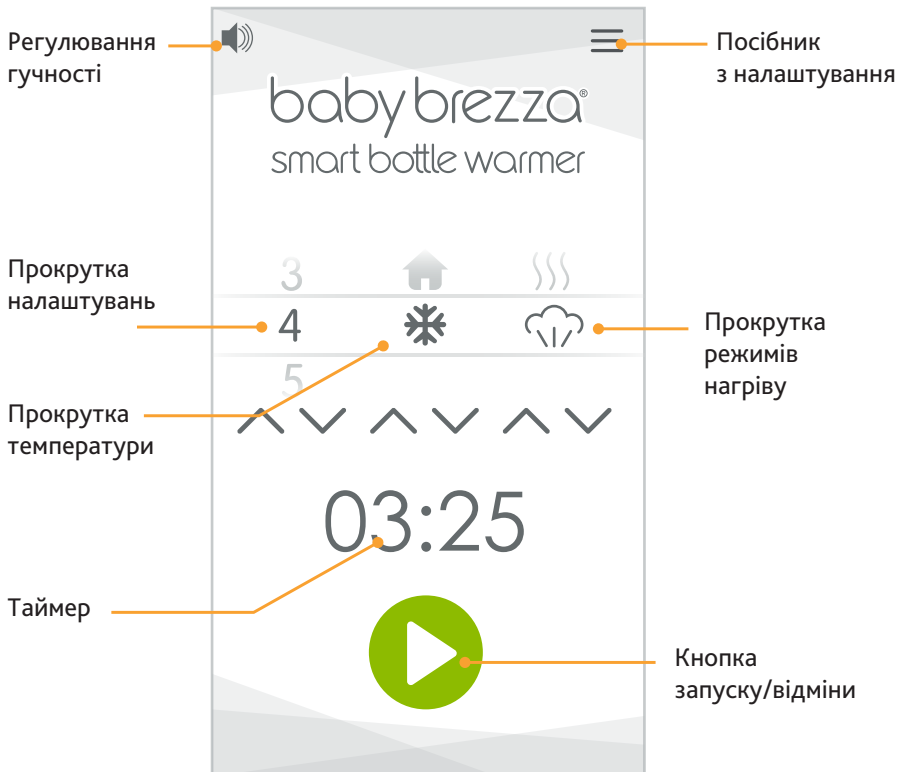 Регулювання
гучності
Посібник
з налаштування
baby brezza®
smart bottle warmer
Прокрутка
налаштувань
3
4
5
Прокрутка
режимів
нагріву
Прокрутка
температури
03:25
Таймер
Кнопка
запуску/відміни